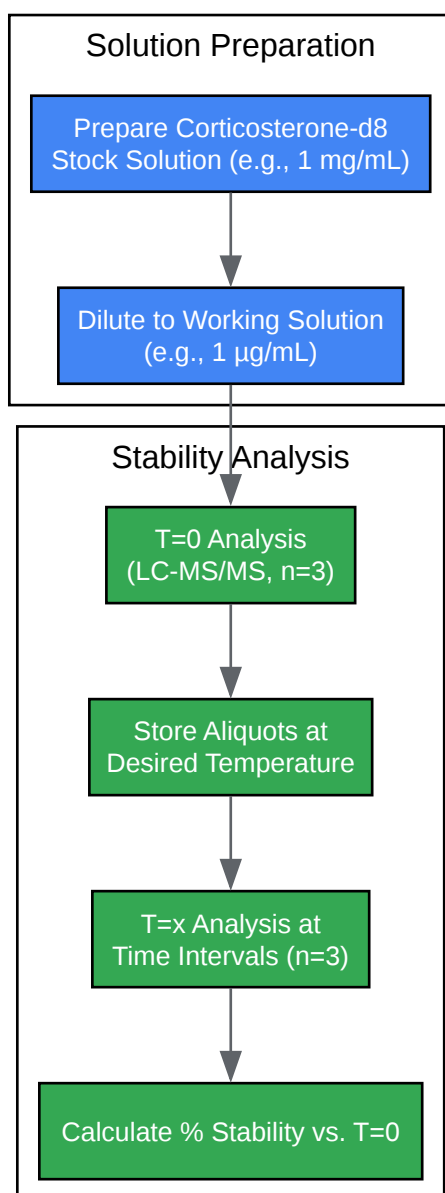 Solution Preparation
Prepare Corticosterone-d8
Stock Solution (e.g., 1 mg/mL)
Dilute to Working Solution
(e.g., 1 µg/mL)
Stability Analysis
T=0 Analysis
(LC-MS/MS, n=3)
Store Aliquots at
Desired Temperature
T=x Analysis at
Time Intervals (n=3)
Calculate % Stability vs. T=0